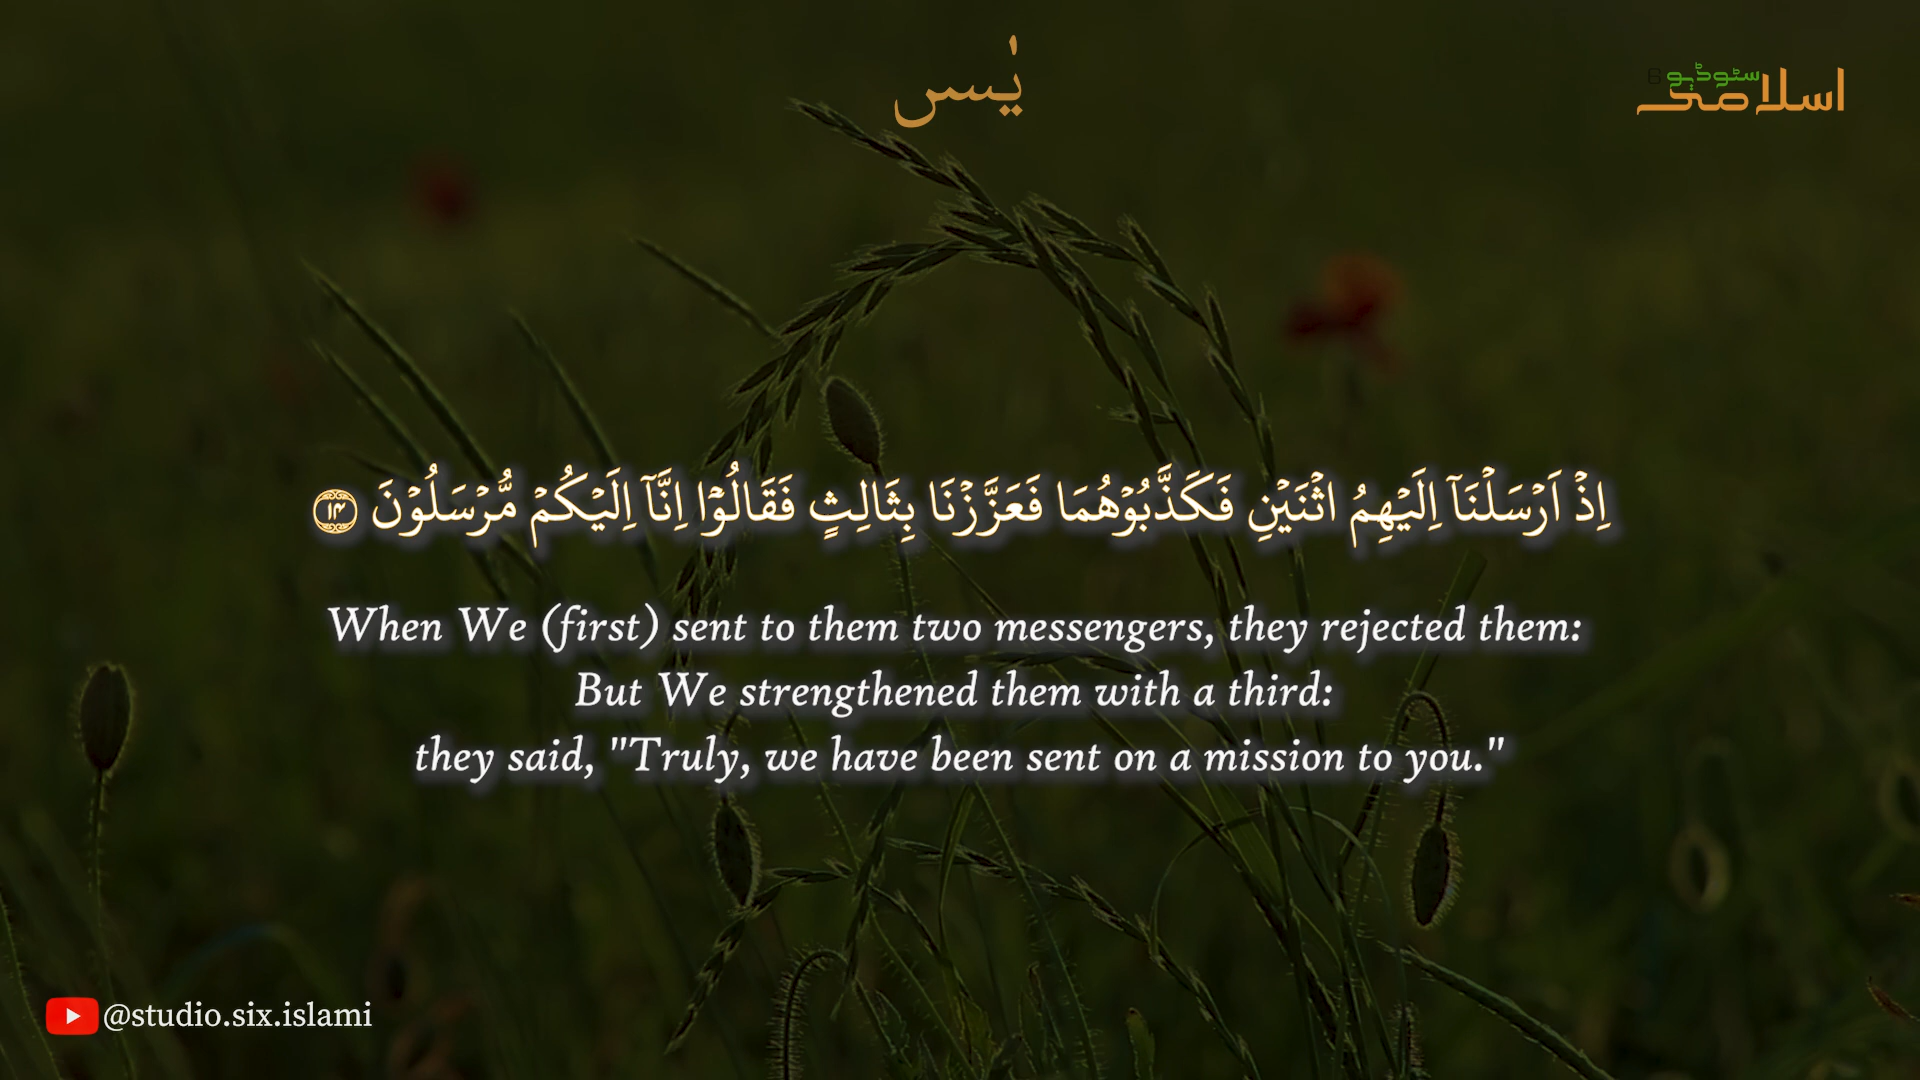 یٰسٓ
اسلامی
سٹوڈیو 6
اِذْ اَرْسَلْنَاۤ اِلَیْهِمُ اثْنَیْنِ فَكَذَّبُوْهُمَا فَعَزَّزْنَا بِثَالِثٍ فَقَالُوْۤا اِنَّاۤ اِلَیْكُمْ مُّرْسَلُوْنَ ۱۴
When We (first) sent to them two messengers, they rejected them:
But We strengthened them with a third:
they said, "Truly, we have been sent on a mission to you."
@studio.six.islami